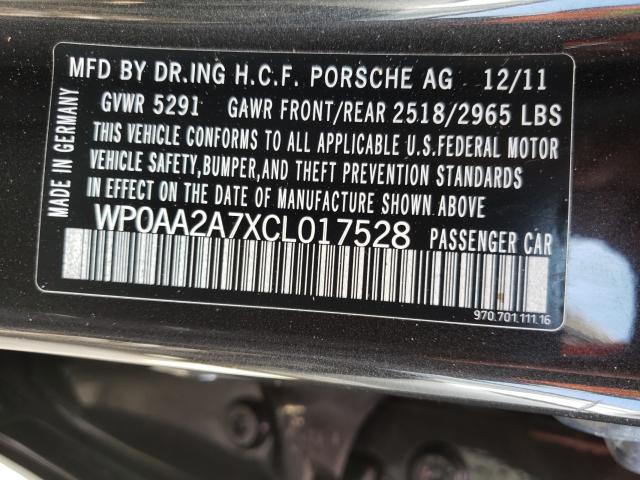 MFD BY DR.ING H.C.F. PORSCHE AG 12/11
GVWR 5291 GAWR FRONT/REAR 2518/2965 LBS
THIS VEHICLE CONFORMS TO ALL APPLICABLE U.S.FEDERAL MOTOR
VEHICLE SAFETY,BUMPER,AND THEFT PREVENTION STANDARDS
IN EFFECT ON THE DATE OF MANUFACTURE SHOWN ABOVE.
WP0AA2A7XCL017528 PASSENGER CAR
970.701.111.16
MADE IN GERMANY